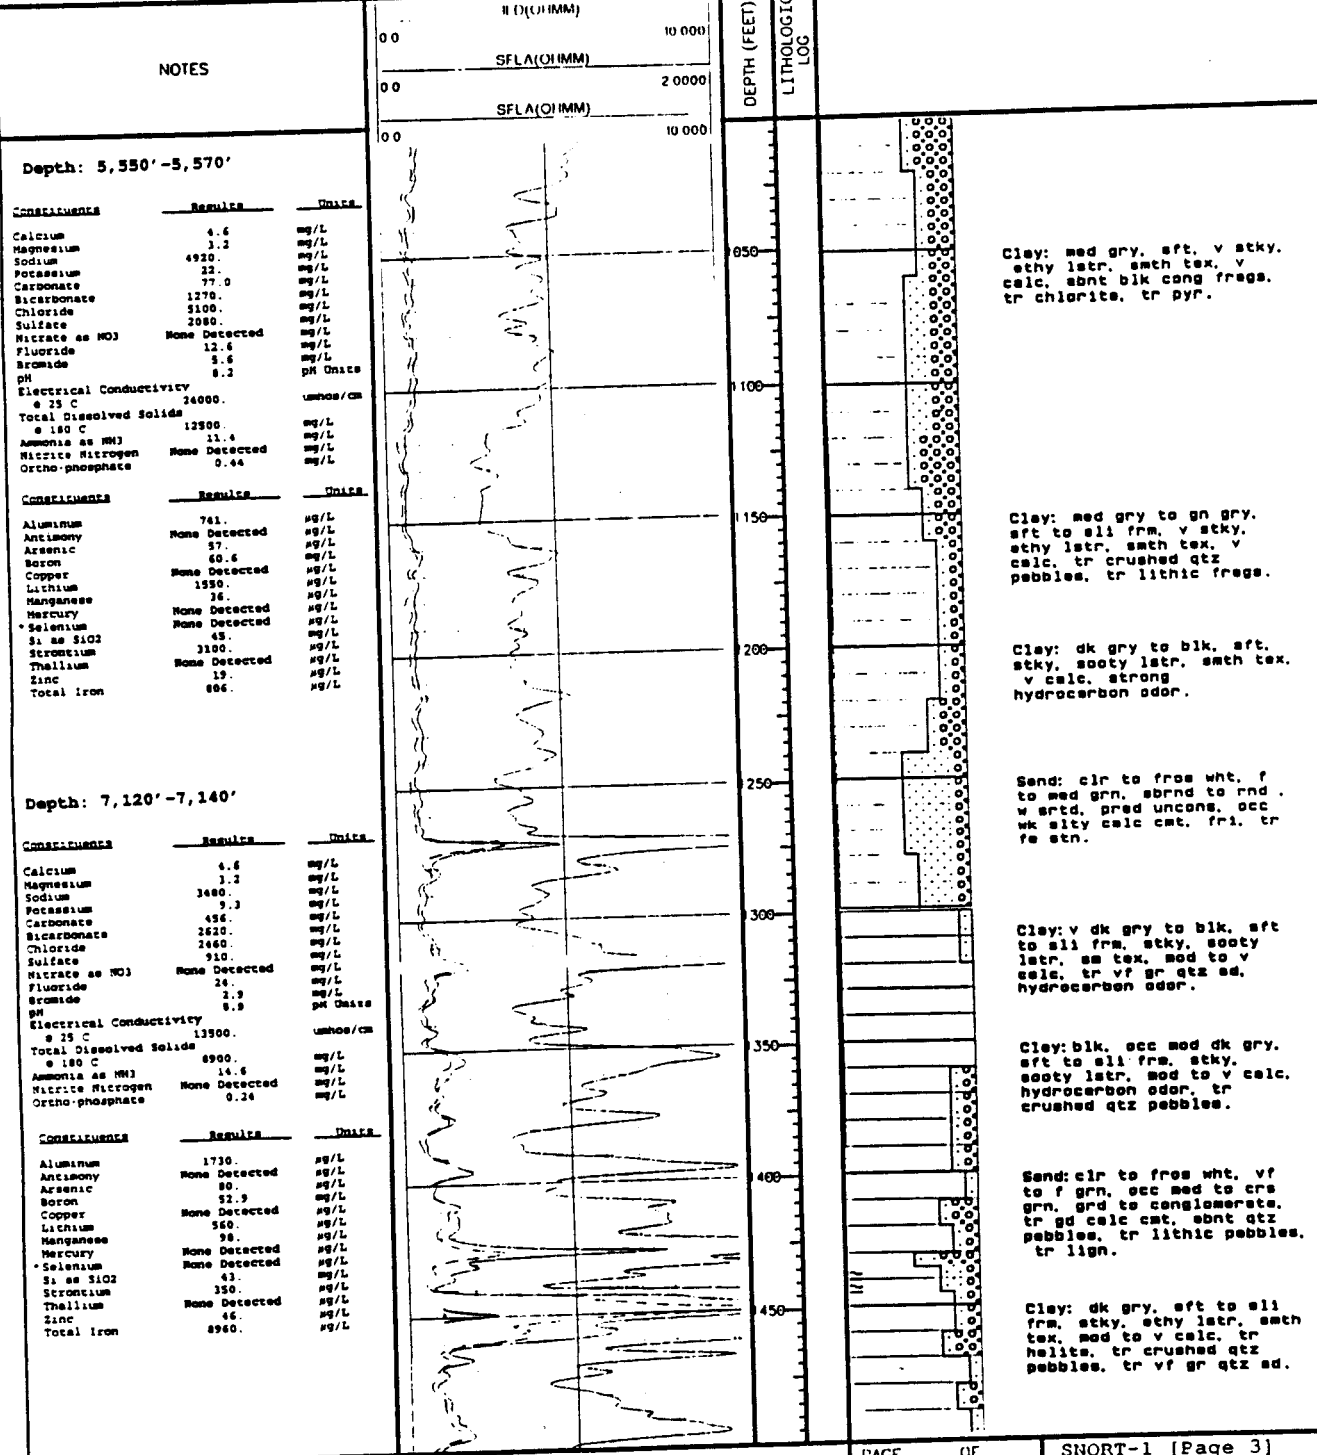 NOTES
ILD(OHMM)
0.0 10.000
SFLA(OHMM)
0.0 2.0000
SFLA(OHMM)
0.0 10.000
DEPTH (FEET)
LITHOLOGIC
LOG
Depth: 5,550'-5,570'
Constituents Results Units
Calcium 4.6 mg/L
Magnesium 3.2 mg/L
Sodium 4920. mg/L
Potassium 22. mg/L
Carbonate 77.0 mg/L
Bicarbonate 1270. mg/L
Chloride 5100. mg/L
Sulfate 2080. mg/L
Nitrate as NO3 None Detected mg/L
Fluoride 12.6 mg/L
Bromide 5.6 mg/L
pH 8.2 pH Units
Electrical Conductivity
@ 25 C 24000. umhos/cm
Total Dissolved Solids
@ 180 C 12500. mg/L
Ammonia as NH3 11.4 mg/L
Nitrite Nitrogen None Detected mg/L
Ortho-phosphate 0.44 mg/L
Constituents Results Units
Aluminum 761. µg/L
Antimony None Detected µg/L
Arsenic 57. µg/L
Boron 60.6 mg/L
Copper None Detected µg/L
Lithium 1550. µg/L
Manganese 36. µg/L
Mercury None Detected µg/L
*Selenium None Detected µg/L
Si as SiO2 45. mg/L
Strontium 3100. µg/L
Thallium None Detected µg/L
Zinc 19. µg/L
Total Iron 806. µg/L
Depth: 7,120'-7,140'
Constituents Results Units
Calcium 4.6 mg/L
Magnesium 3.2 mg/L
Sodium 3480. mg/L
Potassium 9.3 mg/L
Carbonate 456. mg/L
Bicarbonate 2620. mg/L
Chloride 2460. mg/L
Sulfate 910. mg/L
Nitrate as NO3 None Detected mg/L
Fluoride 24. mg/L
Bromide 2.9 mg/L
pH 8.9 pH Units
Electrical Conductivity
@ 25 C 13500. umhos/cm
Total Dissolved Solids
@ 180 C 8900. mg/L
Ammonia as NH3 14.6 mg/L
Nitrite Nitrogen None Detected mg/L
Ortho-phosphate 0.24 mg/L
Constituents Results Units
Aluminum 1730. µg/L
Antimony None Detected µg/L
Arsenic 80. µg/L
Boron 52.9 mg/L
Copper None Detected µg/L
Lithium 560. µg/L
Manganese 98. µg/L
Mercury None Detected µg/L
*Selenium None Detected µg/L
Si as SiO2 43. mg/L
Strontium 350. µg/L
Thallium None Detected µg/L
Zinc 46. µg/L
Total Iron 8960. µg/L
1050
1100
1150
1200
1250
1300
1350
1400
1450
Clay: med gry, sft, v stky,
ethy lstr, smth tex, v
calc, abnt blk cong frags,
tr chlorite, tr pyr.
Clay: med gry to gn gry,
sft to sli frm, v stky,
ethy lstr, smth tex, v
calc, tr crushed qtz
pebbles, tr lithic frags.
Clay: dk gry to blk, sft,
stky, sooty lstr, smth tex,
v calc, strong
hydrocarbon odor.
Sand: clr to fros wht, f
to med grn, sbrnd to rnd,
w srtd, pred uncons, occ
wk slty calc cmt, fri, tr
fe stn.
Clay: v dk gry to blk, sft
to sli frm, stky, sooty
lstr, sm tex, mod to v
calc, tr vf gr qtz sd,
hydrocarbon odor.
Clay: blk, occ mod dk gry,
sft to sli frm, stky,
sooty lstr, mod to v calc,
hydrocarbon odor, tr
crushed qtz pebbles.
Sand: clr to fros wht, vf
to f grn, occ med to crs
grn, grd to conglomerate,
tr gd calc cmt, abnt qtz
pebbles, tr lithic pebbles,
tr lign.
Clay: dk gry, sft to sli
frm, stky, ethy lstr, smth
tex, mod to v calc, tr
halite, tr crushed qtz
pebbles, tr vf gr qtz sd.
PAGE OF
SNORT-1 [Page 3]